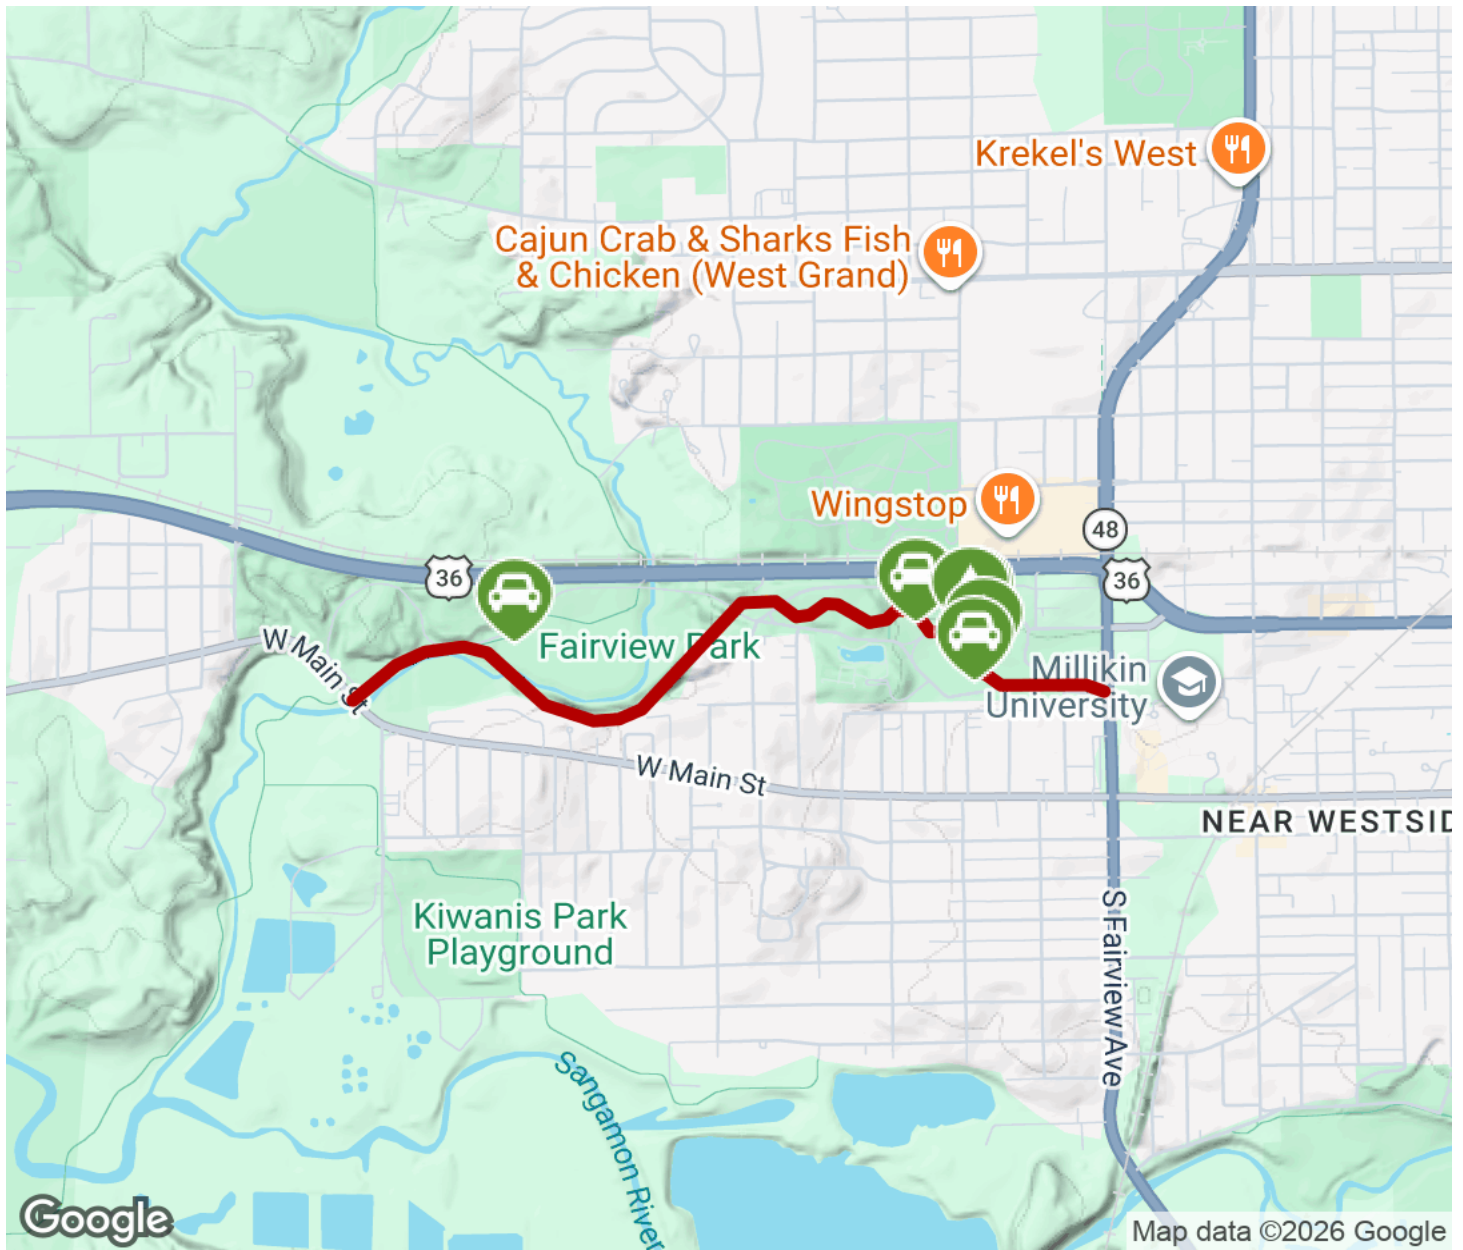 Krekel's West
Cajun Crab & Sharks Fish
& Chicken (West Grand)
Wingstop
48
36
36
Fairview Park
W Main St
Millikin
University
W Main St
NEAR WESTSID
Kiwanis Park
Playground
S Fairview Ave
Sangamon River
Google
Map data ©2026 Google